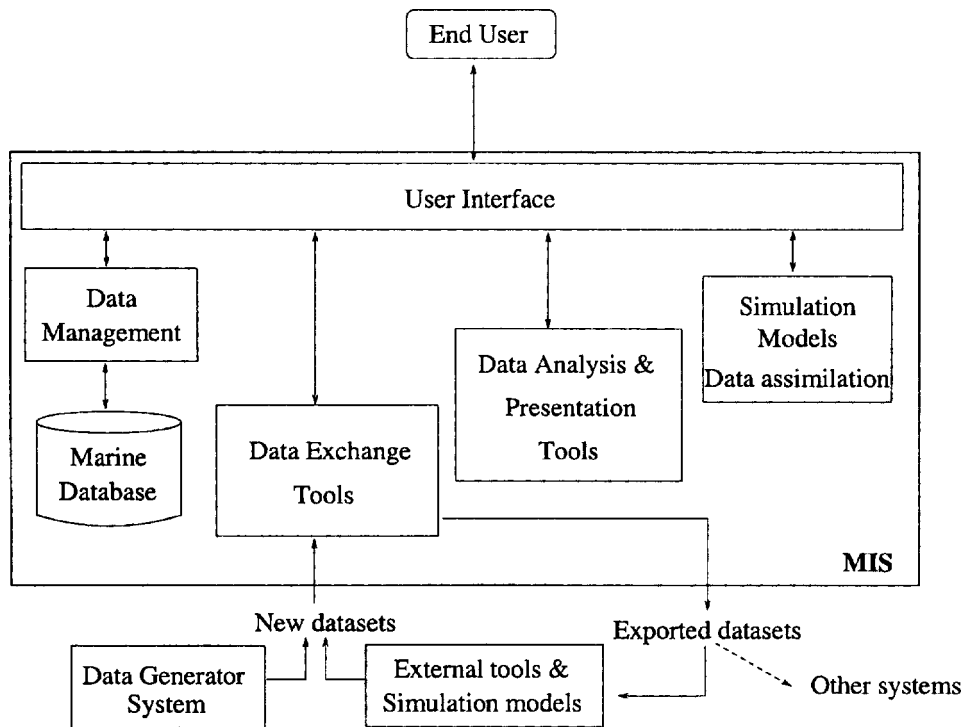 End User
User Interface
Data
Management
Marine
Database
Data Exchange
Tools
Data Analysis &
Presentation
Tools
Simulation
Models
Data assimilation
MIS
New datasets
Exported datasets
Data Generator
System
External tools &
Simulation models
Other systems